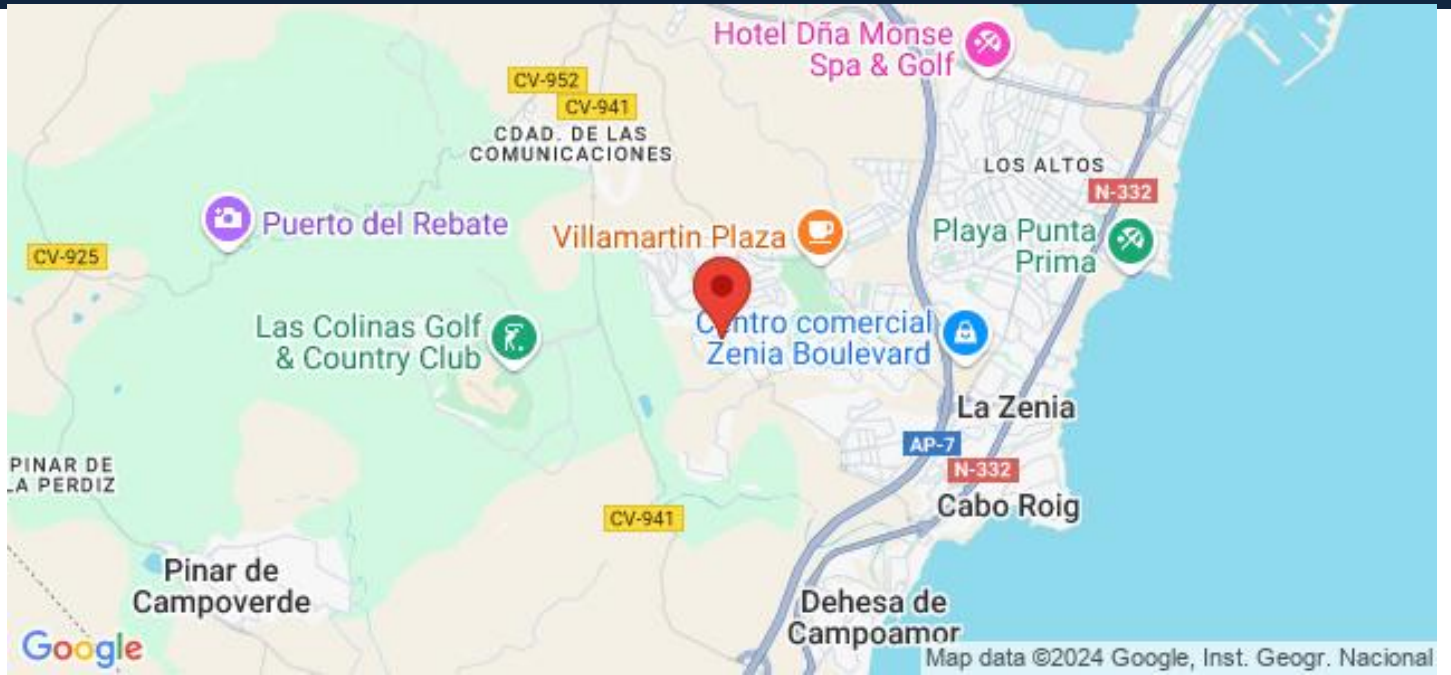 Hotel Dña Monse
Spa & Golf
CV-952
CV-941
CDAD. DE LAS
COMUNICACIONES
LOS ALTOS
N-332
Puerto del Rebate
Villamartin Plaza
Playa Punta
Prima
CV-925
Las Colinas Golf
& Country Club
Centro comercial
Zenia Boulevard
La Zenia
AP-7
N-332
PINAR DE
LA PERDIZ
CV-941
Cabo Roig
Pinar de
Campoverde
Dehesa de
Campoamor
Google
Map data ©2024 Google, Inst. Geogr. Nacional